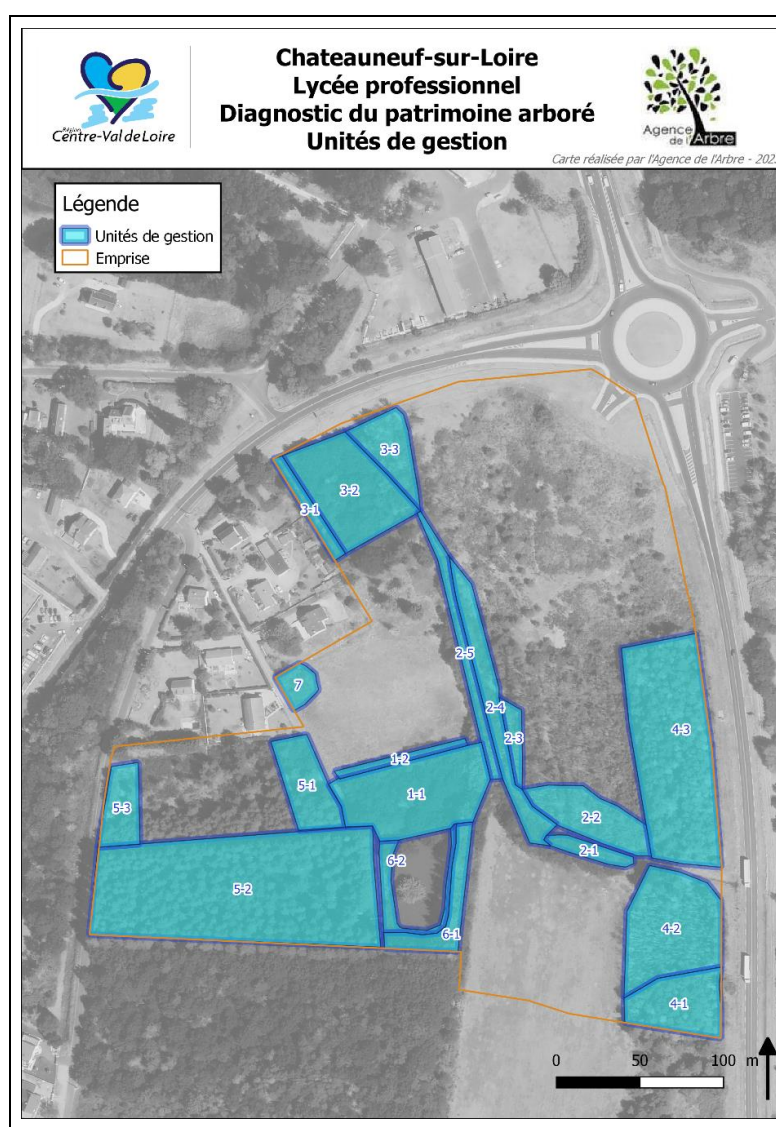 Région
Centre-Val de Loire
Chateauneuf-sur-Loire
Lycée professionnel
Diagnostic du patrimoine arboré
Unités de gestion
Agence
de l'Arbre
Carte réalisée par l'Agence de l'Arbre - 202
Légende
Unités de gestion
Emprise
3-3
3-2
3-1
2-5
7
2-4
2-3
4-3
1-2
5-1
1-1
5-3
2-2
2-1
6-2
5-2
4-2
6-1
4-1
0 50 100 m